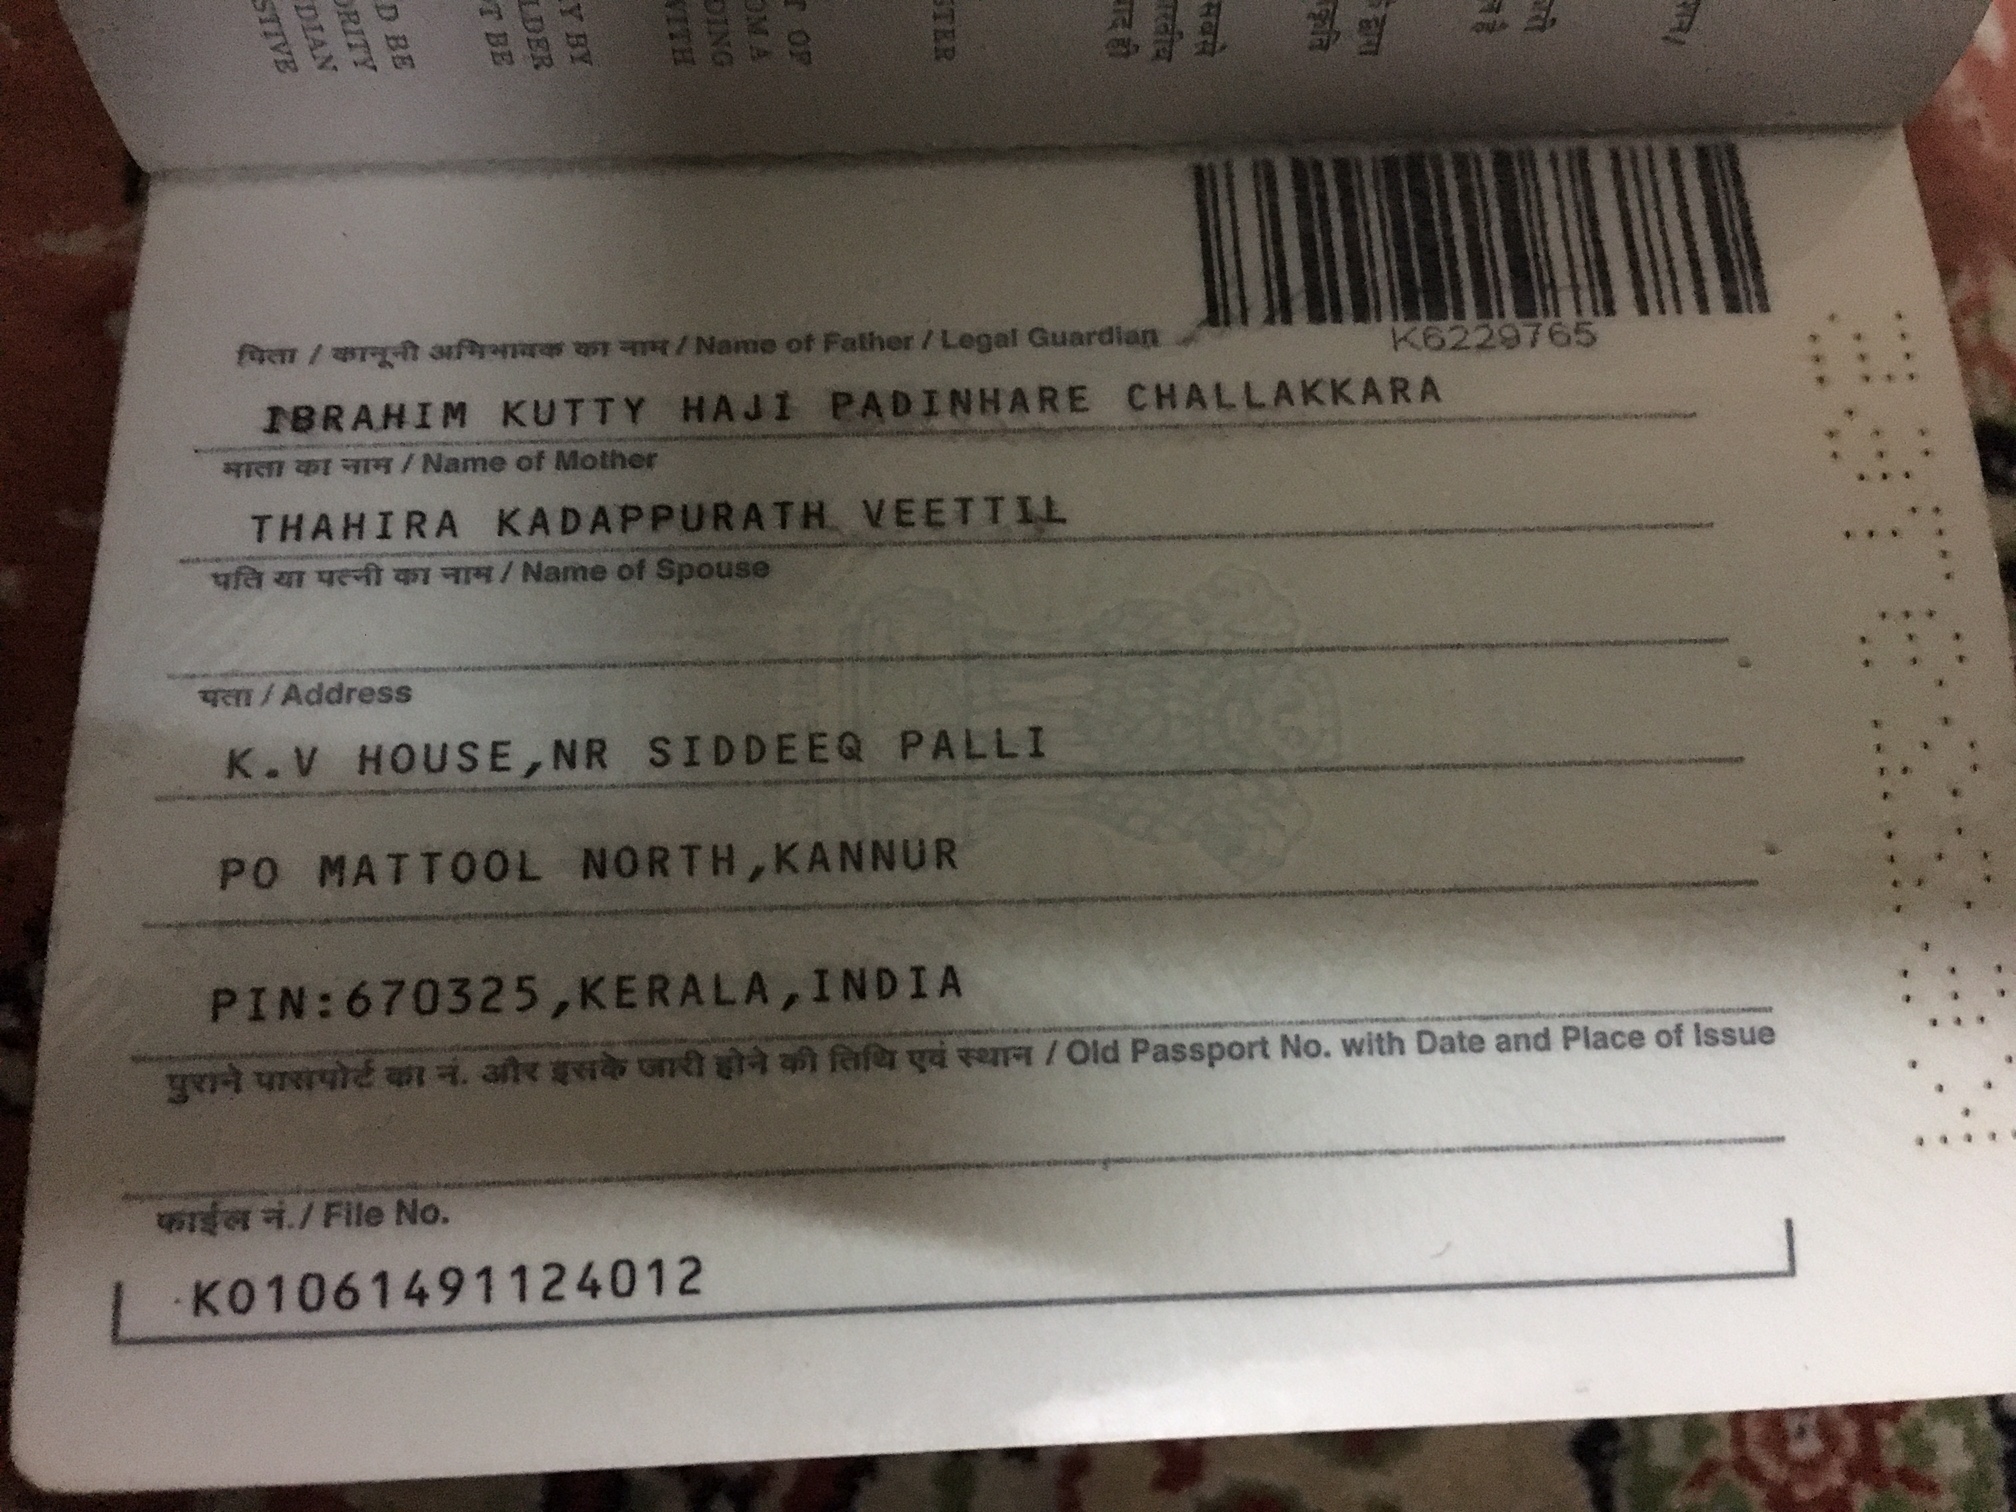 STIVE
DIAN
ORITY
D BE
T BE
LDER
Y BY
WITH
DING
OM A
T OF
STER
K6229765
पिता / कानूनी अभिभावक का नाम / Name of Father / Legal Guardian
IBRAHIM KUTTY HAJI PADINHARE CHALLAKKARA
माता का नाम / Name of Mother
THAHIRA KADAPPURATH VEETTIL
पति या पत्नी का नाम / Name of Spouse
पता / Address
K.V HOUSE,NR SIDDEEQ PALLI
PO MATTOOL NORTH,KANNUR
PIN:670325,KERALA,INDIA
पुराने पासपोर्ट का नं. और इसके जारी होने की तिथि एवं स्थान / Old Passport No. with Date and Place of Issue
फाईल नं./ File No.
K01061491124012